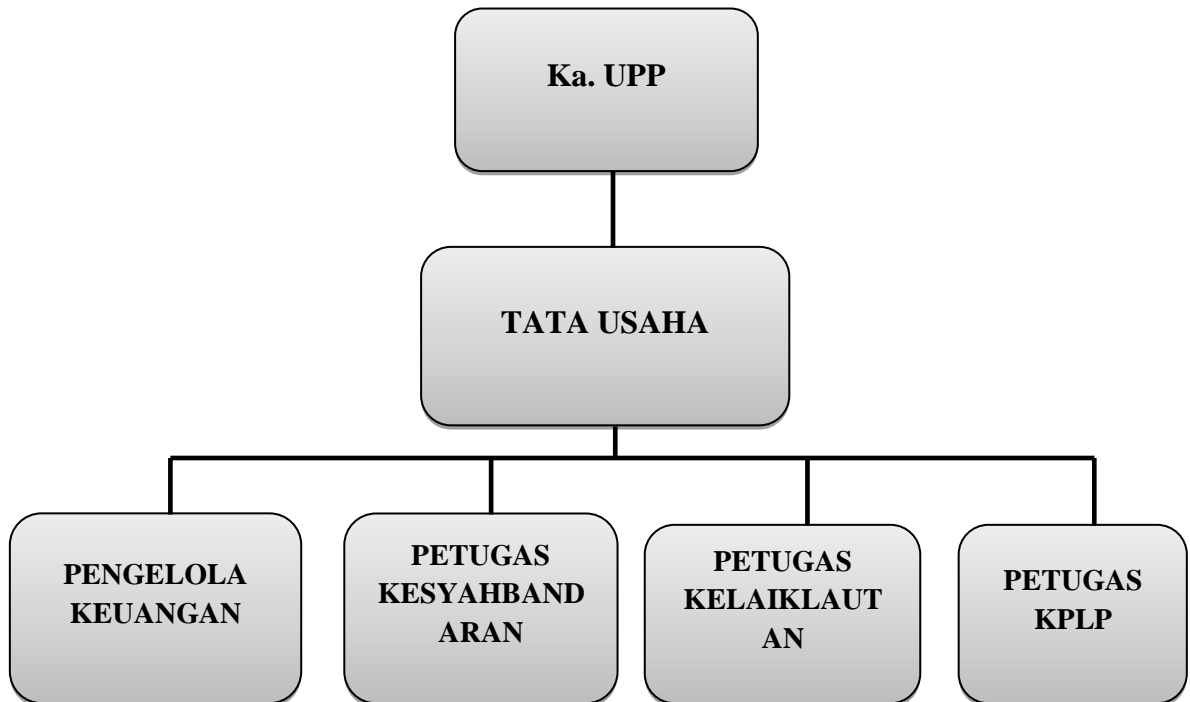 Ka. UPP
TATA USAHA
PENGELOLA
KEUANGAN
PETUGAS
KESYAHBAND
ARAN
PETUGAS
KELAIKLAUT
AN
PETUGAS
KPLP